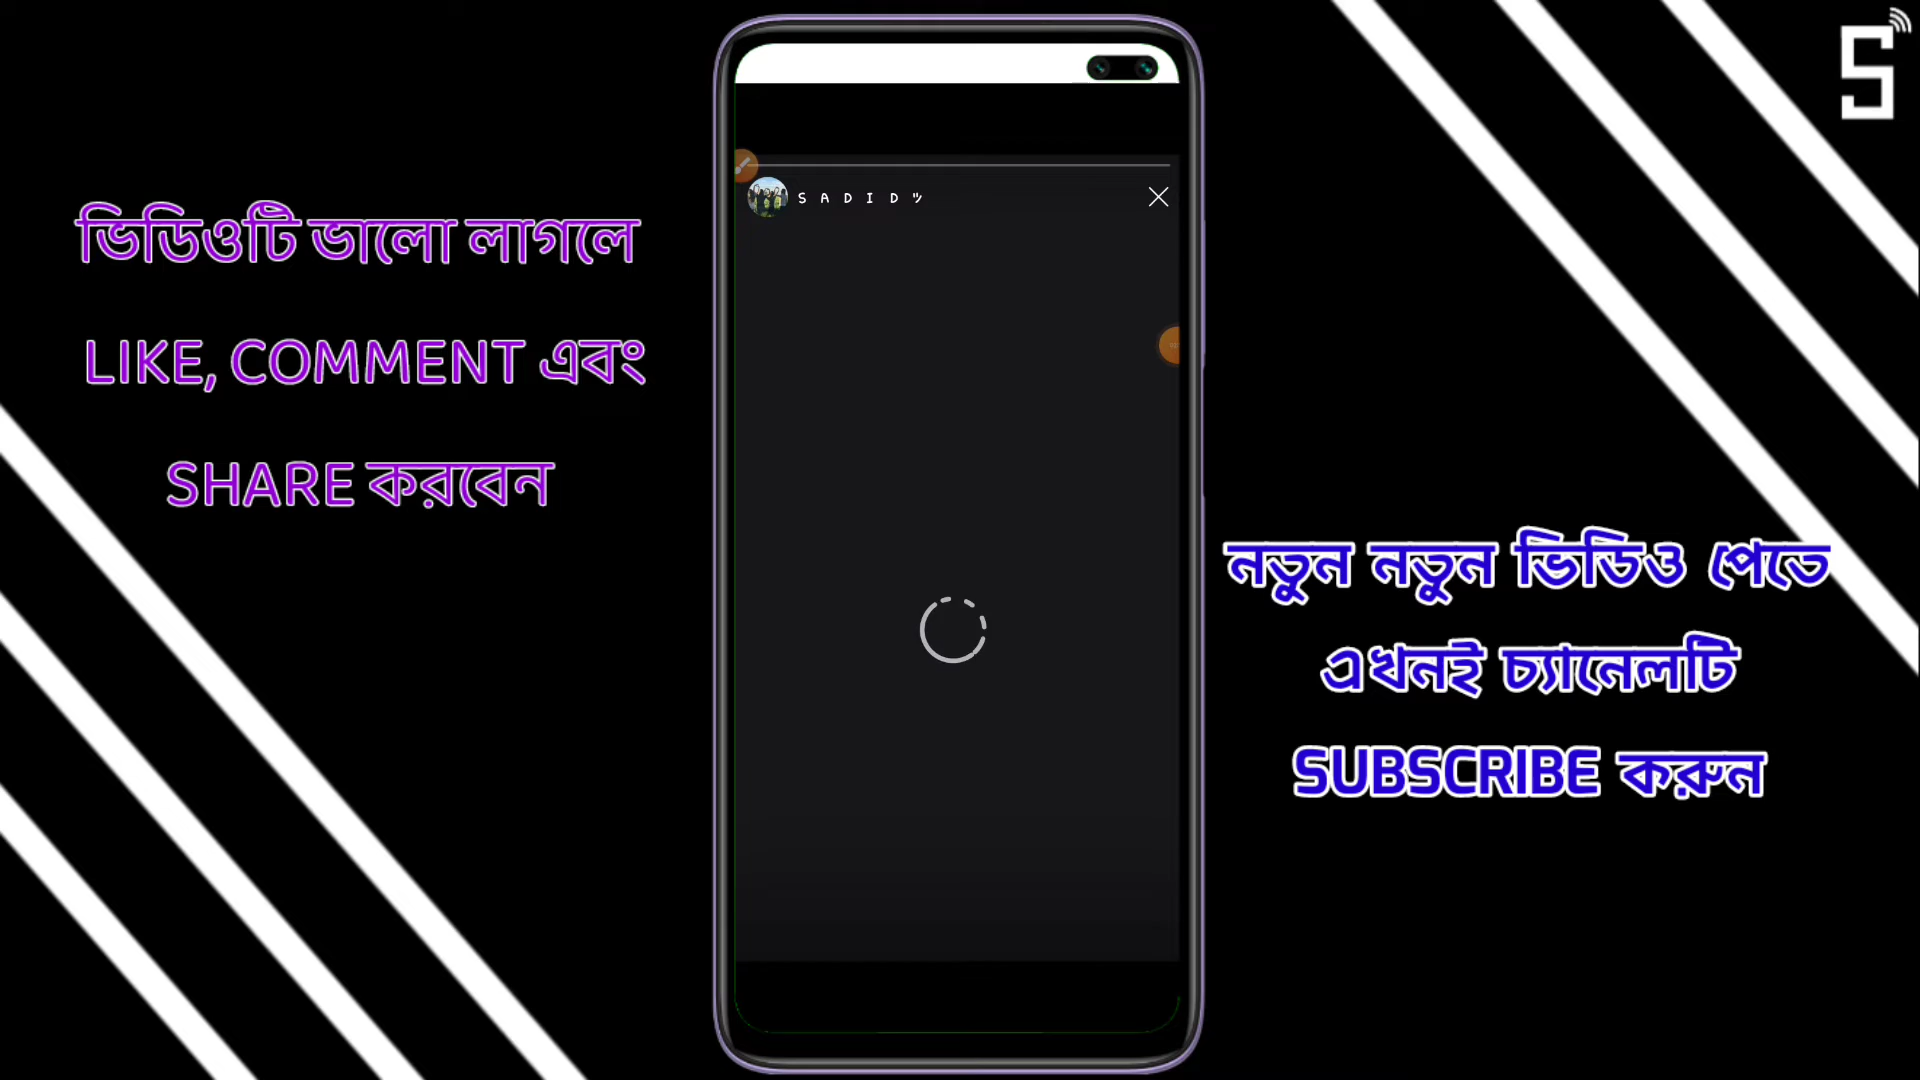 S
S A D I D ツ
ভিডিওটি ভালো লাগলে
LIKE, COMMENT এবং
SHARE করবেন
নতুন নতুন ভিডিও পেতে
এখনই চ্যানেলটি
SUBSCRIBE করুন